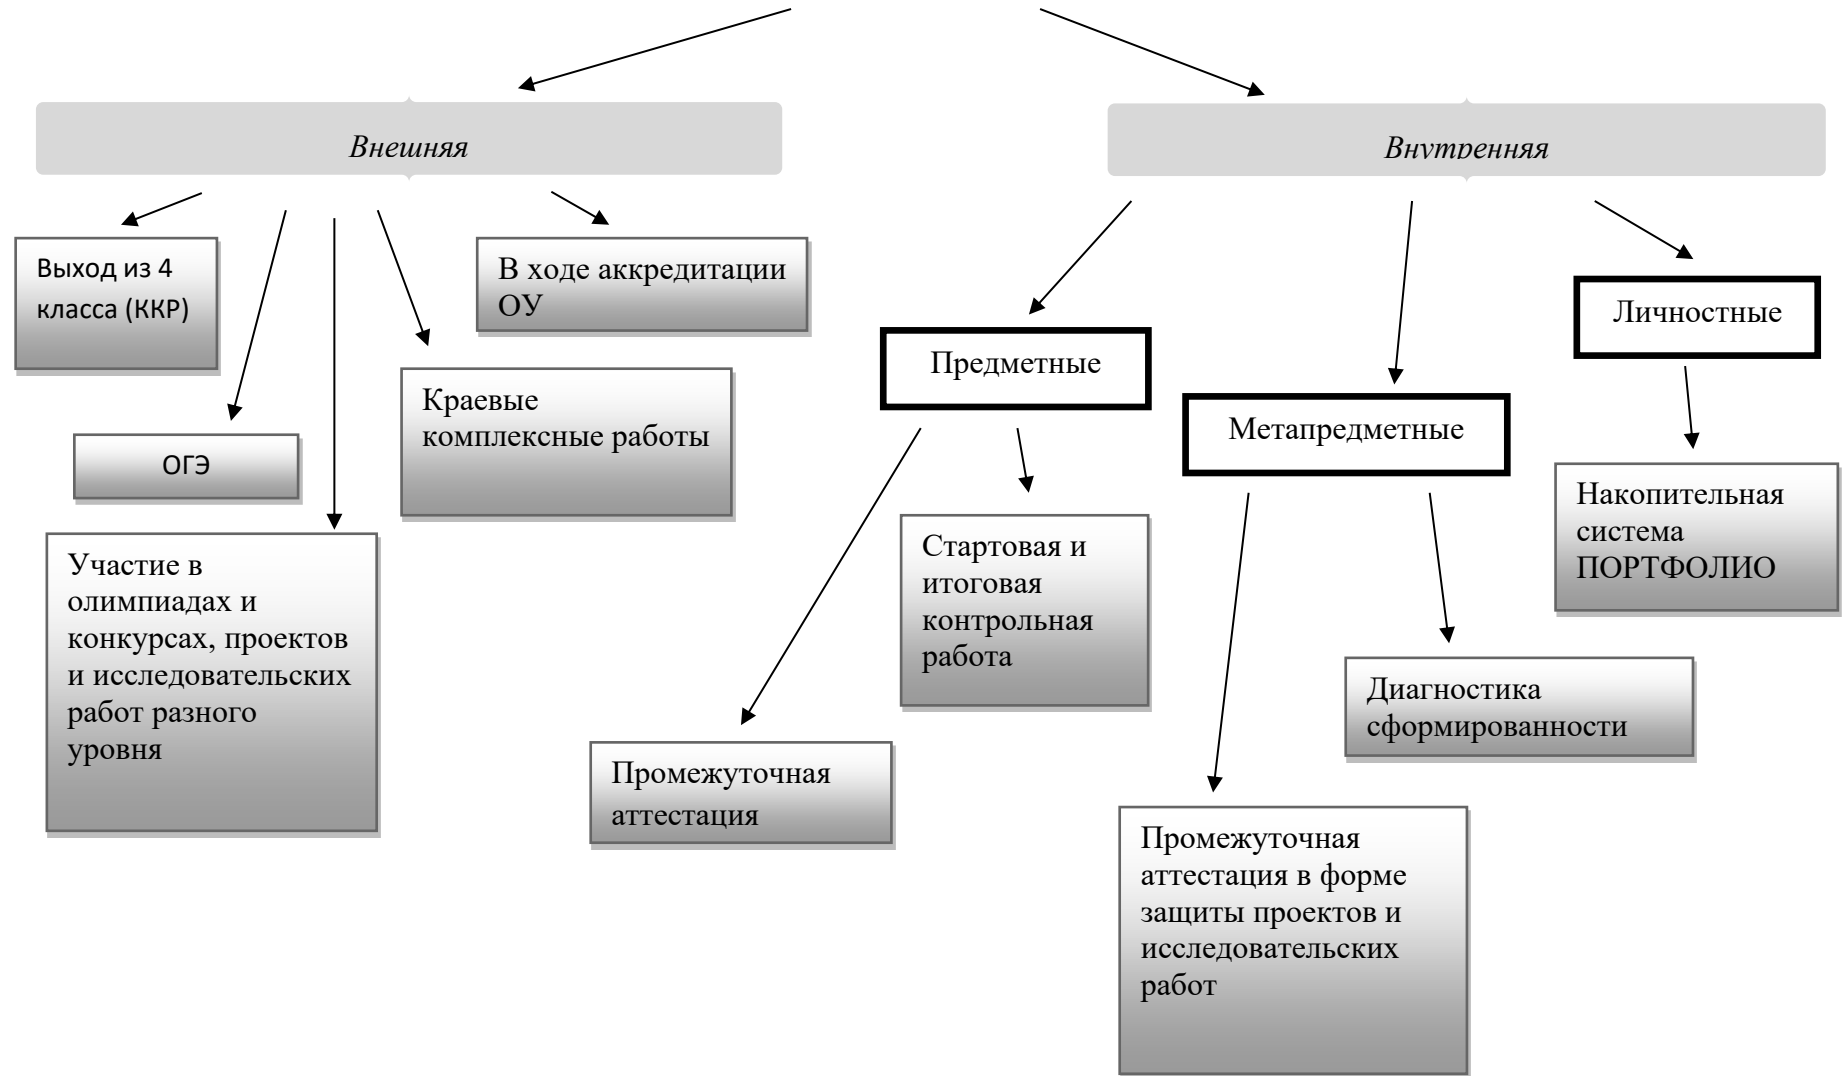 Внешняя
Внутренняя
Выход из 4
класса (ККР)
ОГЭ
Участие в
олимпиадах и
конкурсах, проектов
и исследовательских
работ разного
уровня
Краевые
комплексные работы
В ходе аккредитации
ОУ
Предметные
Промежуточная
аттестация
Стартовая и
итоговая
контрольная
работа
Метапредметные
Промежуточная
аттестация в форме
защиты проектов и
исследовательских
работ
Диагностика
сформированности
Личностные
Накопительная
система
ПОРТФОЛИО